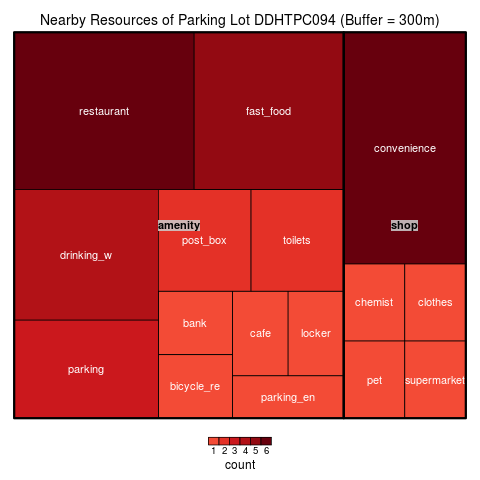 Nearby Resources of Parking Lot DDHTPC094 (Buffer = 300m)
restaurant
fast_food
convenience
amenity
shop
post_box
toilets
drinking_w
chemist
clothes
bank
cafe
locker
parking
bicycle_re
parking_en
pet
supermarket
1 2 3 4 5 6
count